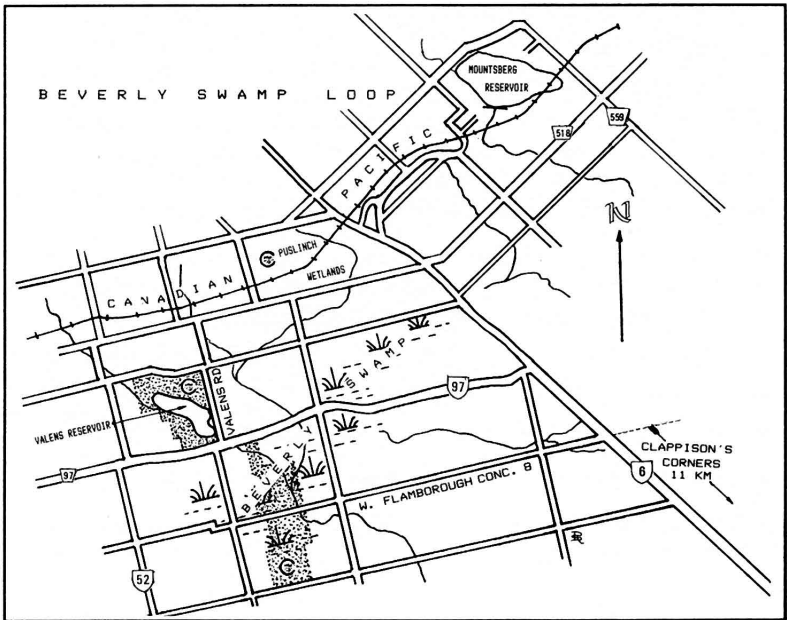 BEVERLY SWAMP LOOP
MOUNTSBERG
RESERVOIR
559
518
PACIFIC
N
PUSLINCH
WETLANDS
CAVADIAN
SWAMP
VALENS RD
97
VALENS RESERVOIR
97
BEVERLY
CLAPPISON'S
CORNERS
11 KM
6
W. FLAMBOROUGH CONC. 8
52